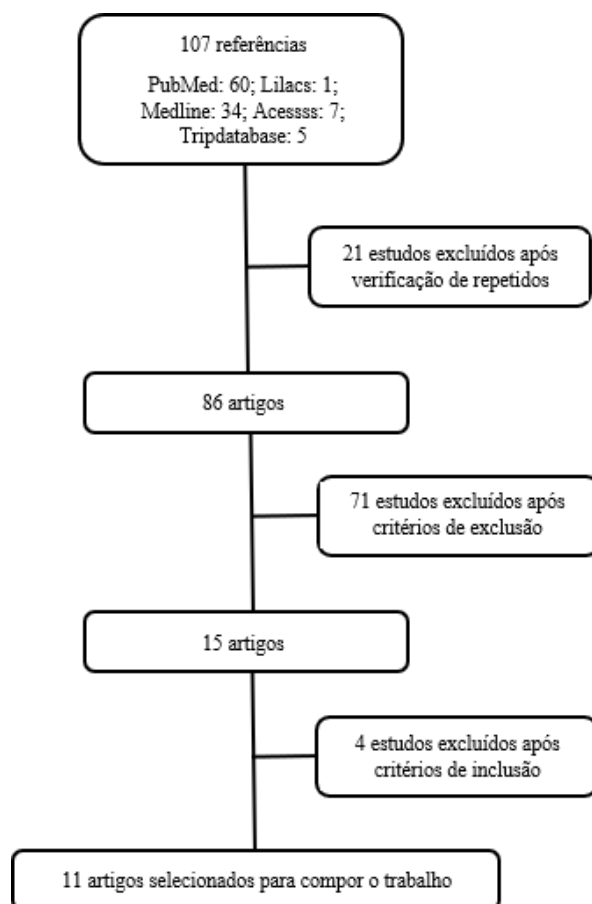 107 referências
PubMed: 60; Lilacs: 1;
Medline: 34; Acessss: 7;
Tripdatabase: 5
21 estudos excluídos após
verificação de repetidos
86 artigos
71 estudos excluídos após
critérios de exclusão
15 artigos
4 estudos excluídos após
critérios de inclusão
11 artigos selecionados para compor o trabalho